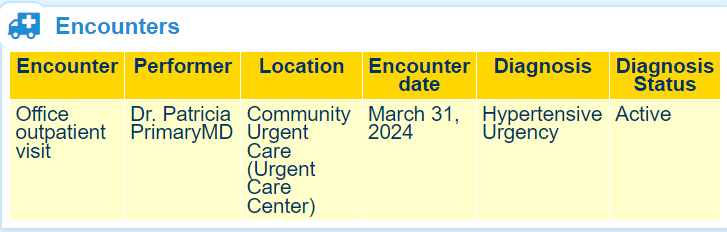 Encounters
Encounter Performer Location Encounter date Diagnosis Diagnosis Status
Office outpatient visit Dr. Patricia PrimaryMD Community Urgent Care (Urgent Care Center) March 31, 2024 Hypertensive Urgency Active